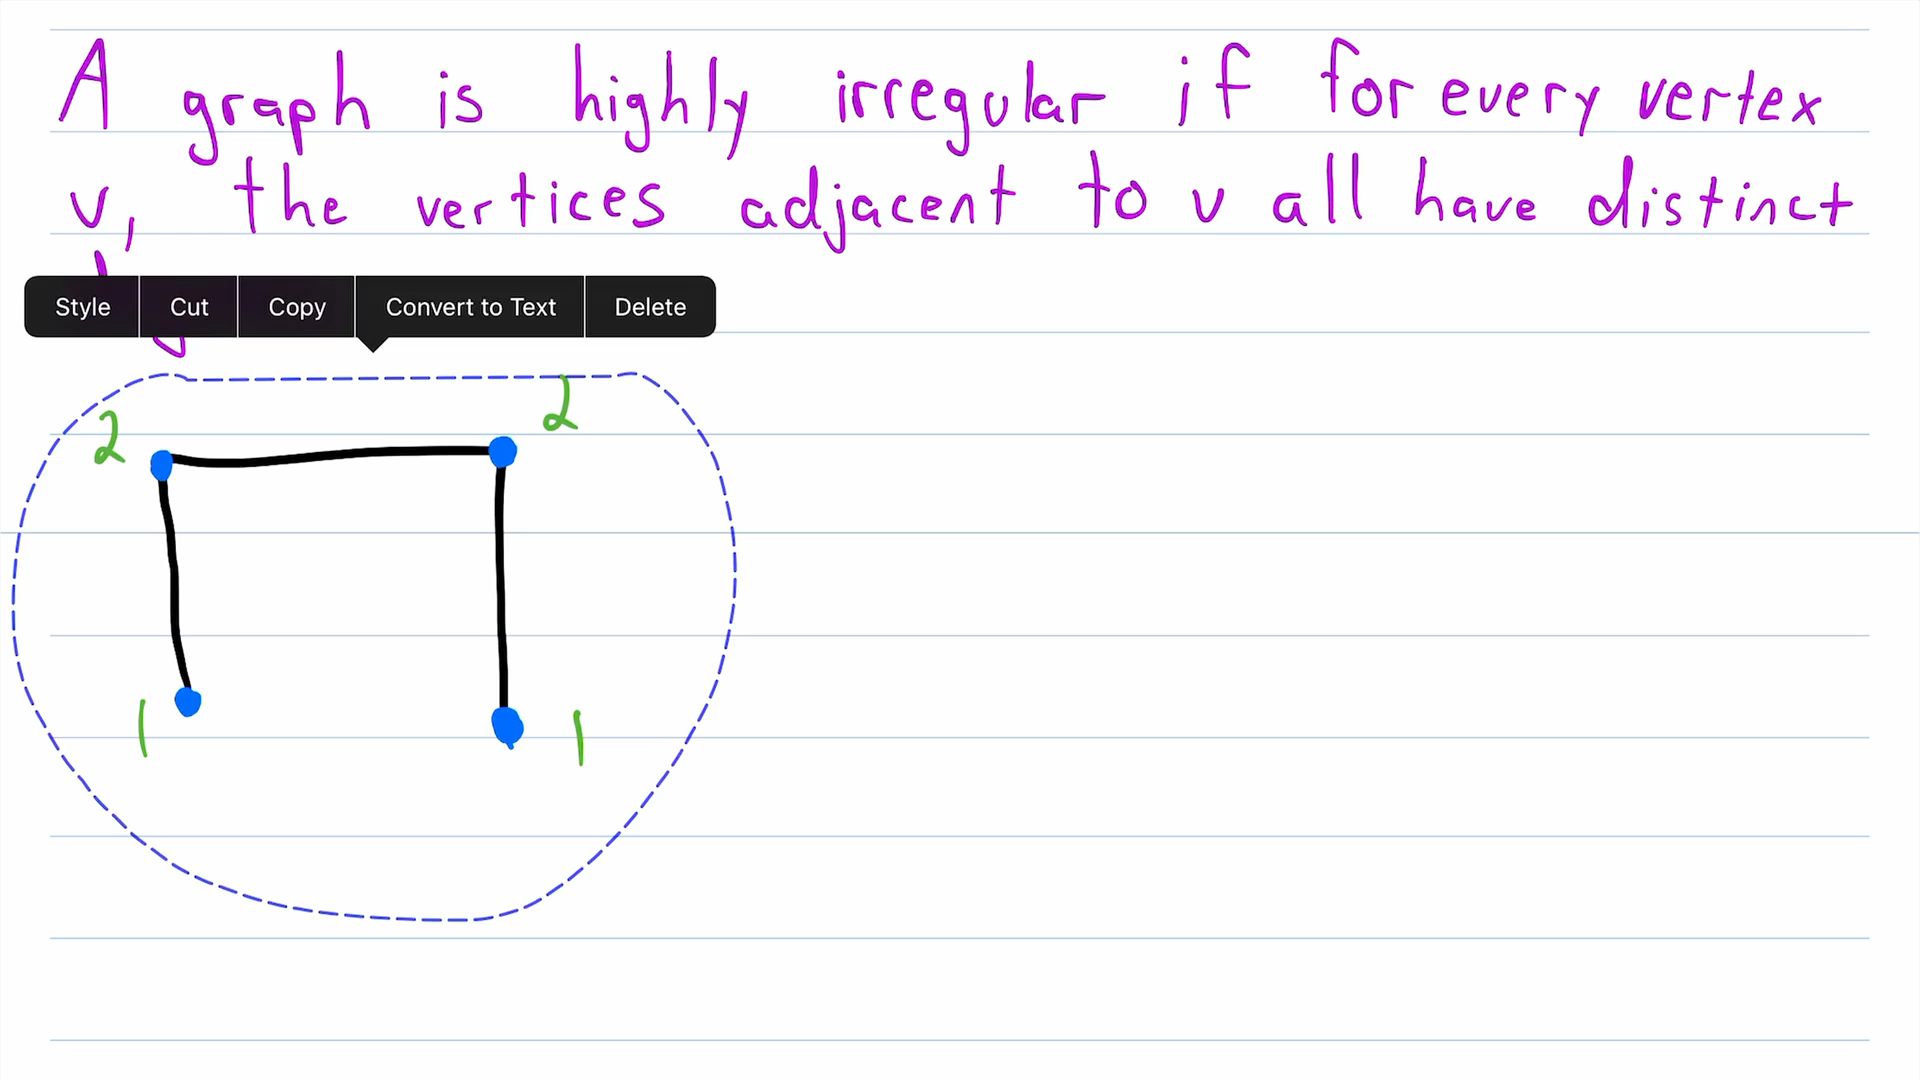 A graph is highly irregular if for every vertex
v, the vertices adjacent to v all have distinct
Style Cut Copy Convert to Text Delete
2 2
1 1